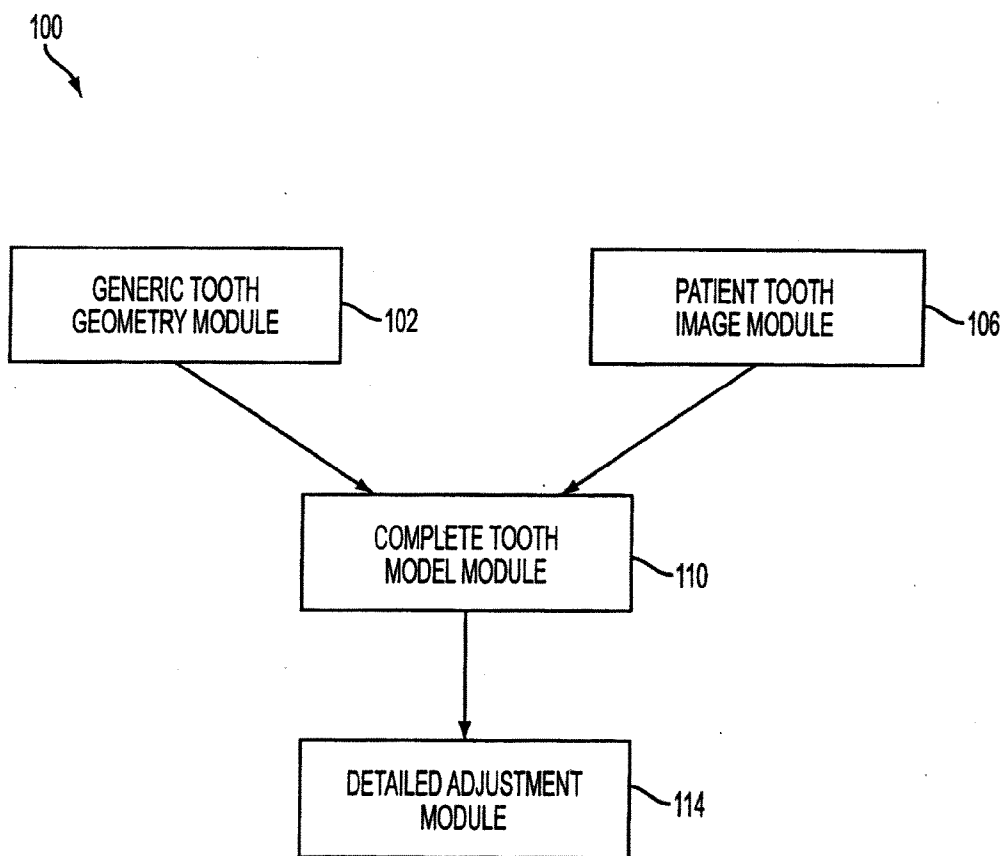 100
GENERIC TOOTH
GEOMETRY MODULE
102
PATIENT TOOTH
IMAGE MODULE
106
COMPLETE TOOTH
MODEL MODULE
110
DETAILED ADJUSTMENT
MODULE
114